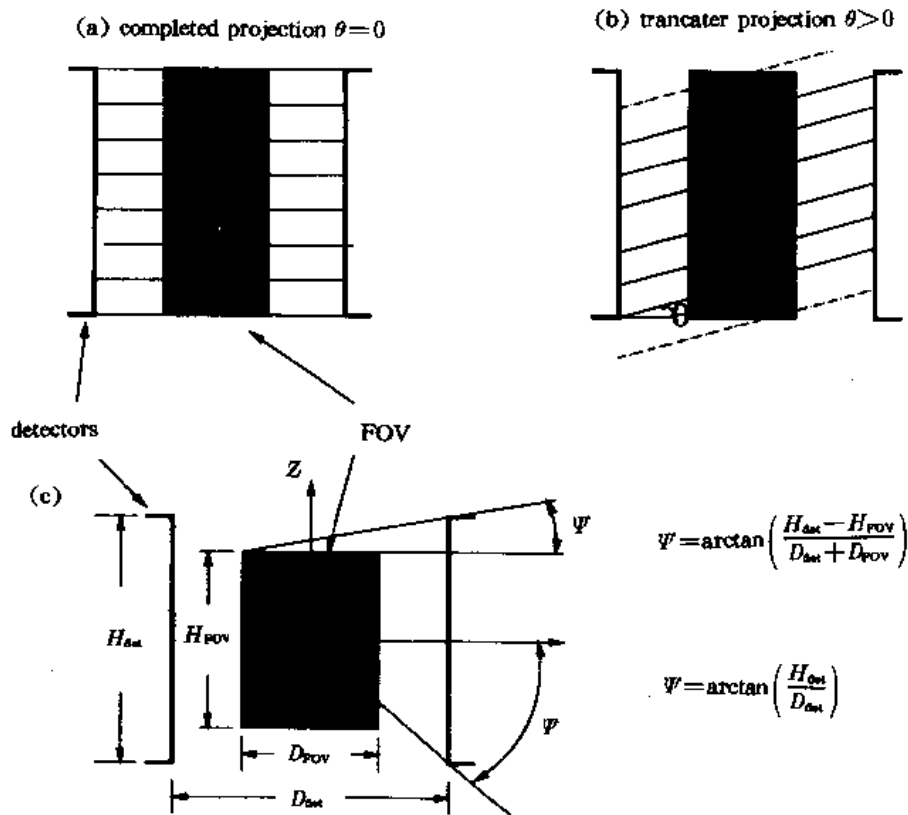 (a) completed projection θ=0
(b) trancater projection θ>0
θ
detectors
FOV
(c)
Z
Ψ
Ψ=arctan(H_det−H_FOV/D_det+D_FOV)
H_det
H_FOV
Ψ=arctan(H_det/D_det)
Ψ
D_FOV
D_det